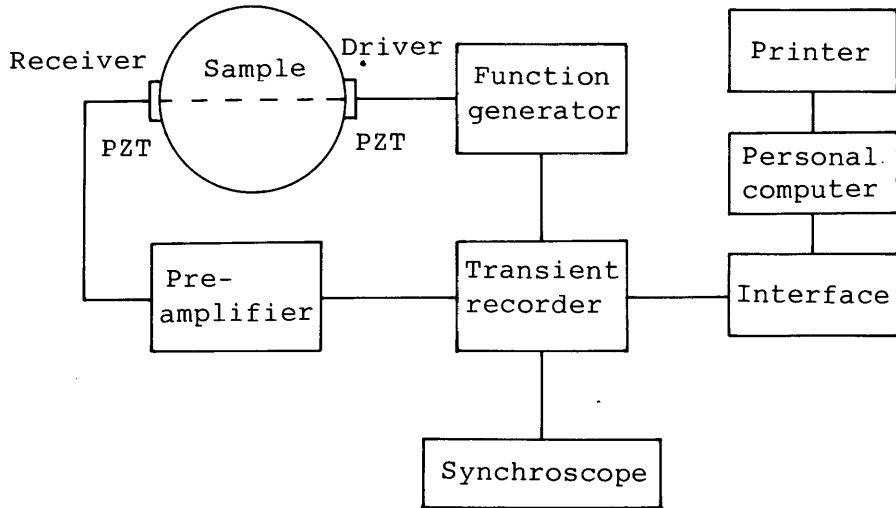 Receiver
Sample
Driver
PZT
PZT
Function
generator
Printer
Personal
computer
Pre-
amplifier
Transient
recorder
Interface
Synchroscope